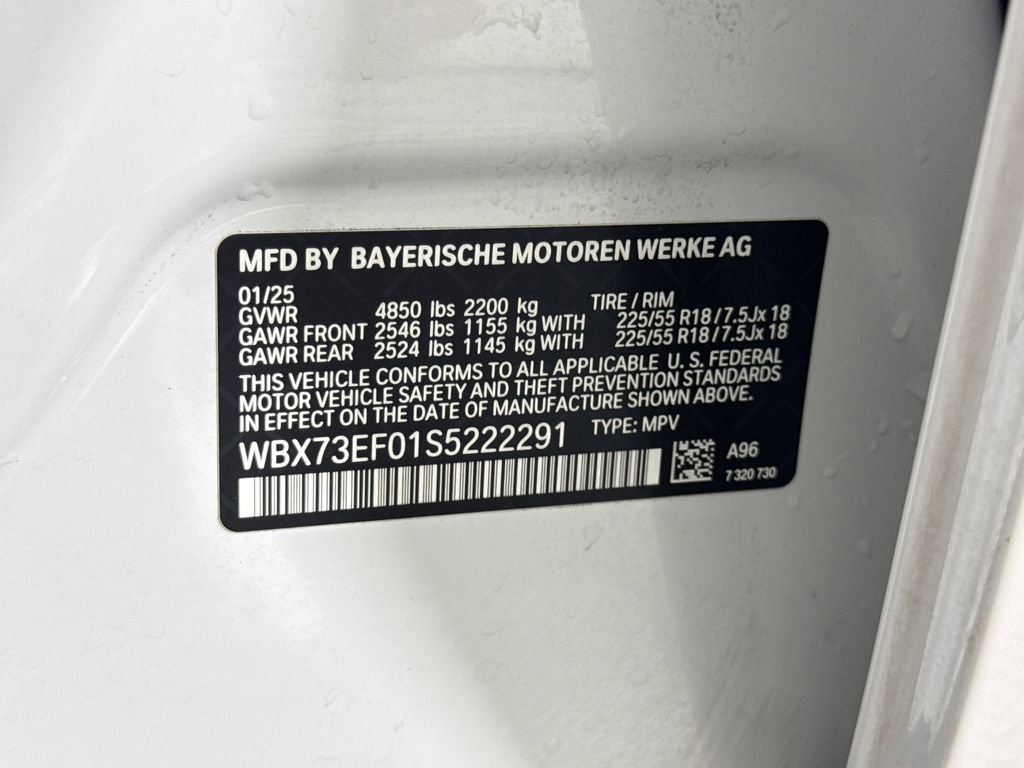 MFD BY BAYERISCHE MOTOREN WERKE AG
01/25
GVWR 4850 lbs 2200 kg TIRE / RIM
GAWR FRONT 2546 lbs 1155 kg WITH 225/55 R18 / 7.5Jx 18
GAWR REAR 2524 lbs 1145 kg WITH 225/55 R18 / 7.5Jx 18
THIS VEHICLE CONFORMS TO ALL APPLICABLE U. S. FEDERAL
MOTOR VEHICLE SAFETY AND THEFT PREVENTION STANDARDS
IN EFFECT ON THE DATE OF MANUFACTURE SHOWN ABOVE.
WBX73EF01S5222291 TYPE: MPV
A96
7 320 730